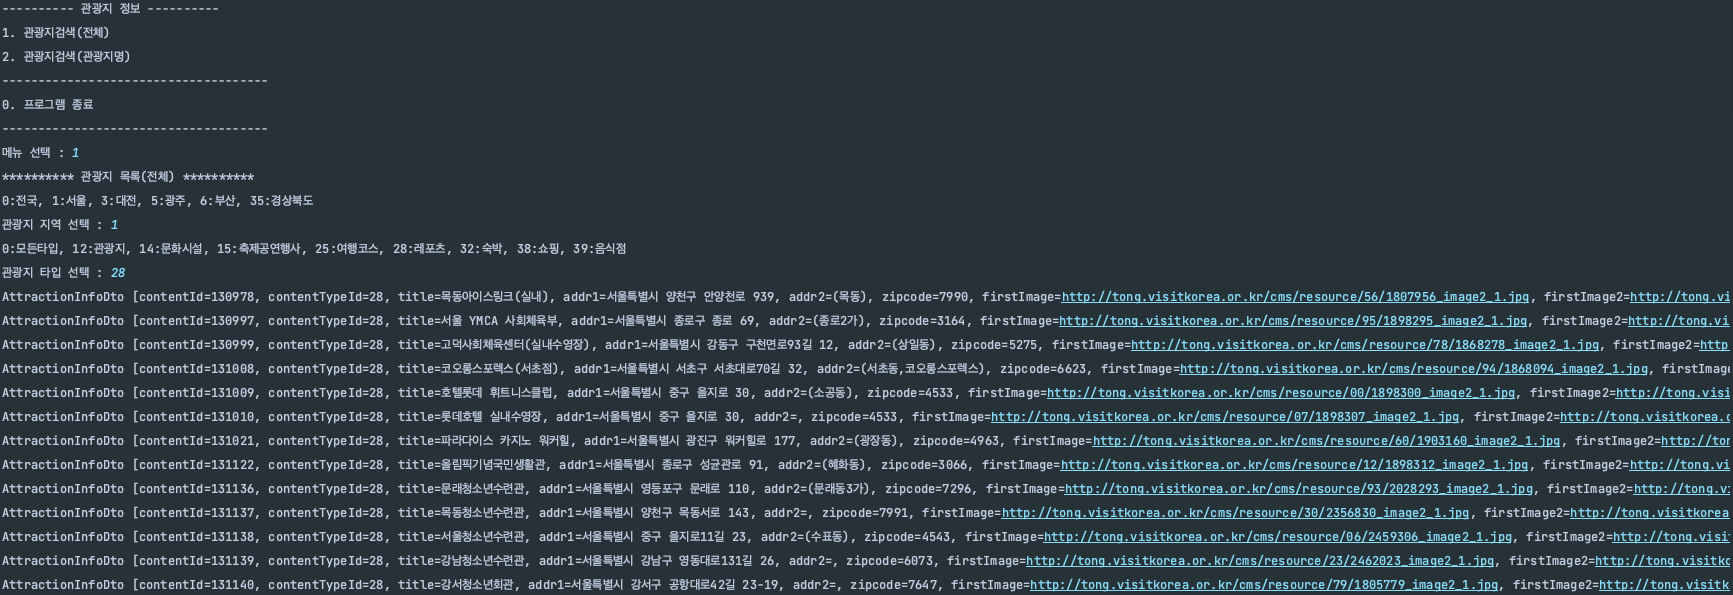 ---------- 관광지 정보 ----------
1. 관광지검색(전체)
2. 관광지검색(관광지명)
-------------------------------------
0. 프로그램 종료
-------------------------------------
메뉴 선택 : 1
********** 관광지 목록(전체) **********
0:전국, 1:서울, 3:대전, 5:광주, 6:부산, 35:경상북도
관광지 지역 선택 : 1
0:모든타입, 12:관광지, 14:문화시설, 15:축제공연행사, 25:여행코스, 28:레포츠, 32:숙박, 38:쇼핑, 39:음식점
관광지 타입 선택 : 28
AttractionInfoDto [contentId=130978, contentTypeId=28, title=목동아이스링크(실내), addr1=서울특별시 양천구 안양천로 939, addr2=(목동), zipcode=7990, firstImage=http://tong.visitkorea.or.kr/cms/resource/56/1807956_image2_1.jpg, firstImage2=http://tong.vi
AttractionInfoDto [contentId=130997, contentTypeId=28, title=서울 YMCA 사회체육부, addr1=서울특별시 종로구 종로 69, addr2=(종로2가), zipcode=3164, firstImage=http://tong.visitkorea.or.kr/cms/resource/95/1898295_image2_1.jpg, firstImage2=http://tong.vi
AttractionInfoDto [contentId=130999, contentTypeId=28, title=고덕사회체육센터(실내수영장), addr1=서울특별시 강동구 구천면로93길 12, addr2=(상일동), zipcode=5275, firstImage=http://tong.visitkorea.or.kr/cms/resource/78/1868278_image2_1.jpg, firstImage2=http
AttractionInfoDto [contentId=131008, contentTypeId=28, title=코오롱스포렉스(서초점), addr1=서울특별시 서초구 서초대로70길 32, addr2=(서초동,코오롱스포렉스), zipcode=6623, firstImage=http://tong.visitkorea.or.kr/cms/resource/94/1868094_image2_1.jpg, firstImage
AttractionInfoDto [contentId=131009, contentTypeId=28, title=호텔롯데 휘트니스클럽, addr1=서울특별시 중구 을지로 30, addr2=(소공동), zipcode=4533, firstImage=http://tong.visitkorea.or.kr/cms/resource/00/1898300_image2_1.jpg, firstImage2=http://tong.visi
AttractionInfoDto [contentId=131010, contentTypeId=28, title=롯데호텔 실내수영장, addr1=서울특별시 중구 을지로 30, addr2=, zipcode=4533, firstImage=http://tong.visitkorea.or.kr/cms/resource/07/1898307_image2_1.jpg, firstImage2=http://tong.visitkorea.o
AttractionInfoDto [contentId=131021, contentTypeId=28, title=파라다이스 카지노 워커힐, addr1=서울특별시 광진구 워커힐로 177, addr2=(광장동), zipcode=4963, firstImage=http://tong.visitkorea.or.kr/cms/resource/60/1903160_image2_1.jpg, firstImage2=http://ton
AttractionInfoDto [contentId=131122, contentTypeId=28, title=올림픽기념국민생활관, addr1=서울특별시 종로구 성균관로 91, addr2=(혜화동), zipcode=3066, firstImage=http://tong.visitkorea.or.kr/cms/resource/12/1898312_image2_1.jpg, firstImage2=http://tong.vi
AttractionInfoDto [contentId=131136, contentTypeId=28, title=문래청소년수련관, addr1=서울특별시 영등포구 문래로 110, addr2=(문래동3가), zipcode=7296, firstImage=http://tong.visitkorea.or.kr/cms/resource/93/2028293_image2_1.jpg, firstImage2=http://tong.v
AttractionInfoDto [contentId=131137, contentTypeId=28, title=목동청소년수련관, addr1=서울특별시 양천구 목동서로 143, addr2=, zipcode=7991, firstImage=http://tong.visitkorea.or.kr/cms/resource/30/2356830_image2_1.jpg, firstImage2=http://tong.visitkorea
AttractionInfoDto [contentId=131138, contentTypeId=28, title=서울청소년수련관, addr1=서울특별시 중구 을지로11길 23, addr2=(수표동), zipcode=4543, firstImage=http://tong.visitkorea.or.kr/cms/resource/06/2459306_image2_1.jpg, firstImage2=http://tong.visi
AttractionInfoDto [contentId=131139, contentTypeId=28, title=강남청소년수련관, addr1=서울특별시 강남구 영동대로131길 26, addr2=, zipcode=6073, firstImage=http://tong.visitkorea.or.kr/cms/resource/23/2462023_image2_1.jpg, firstImage2=http://tong.visitk
AttractionInfoDto [contentId=131140, contentTypeId=28, title=강서청소년회관, addr1=서울특별시 강서구 공항대로42길 23-19, addr2=, zipcode=7647, firstImage=http://tong.visitkorea.or.kr/cms/resource/79/1805779_image2_1.jpg, firstImage2=http://tong.visitk